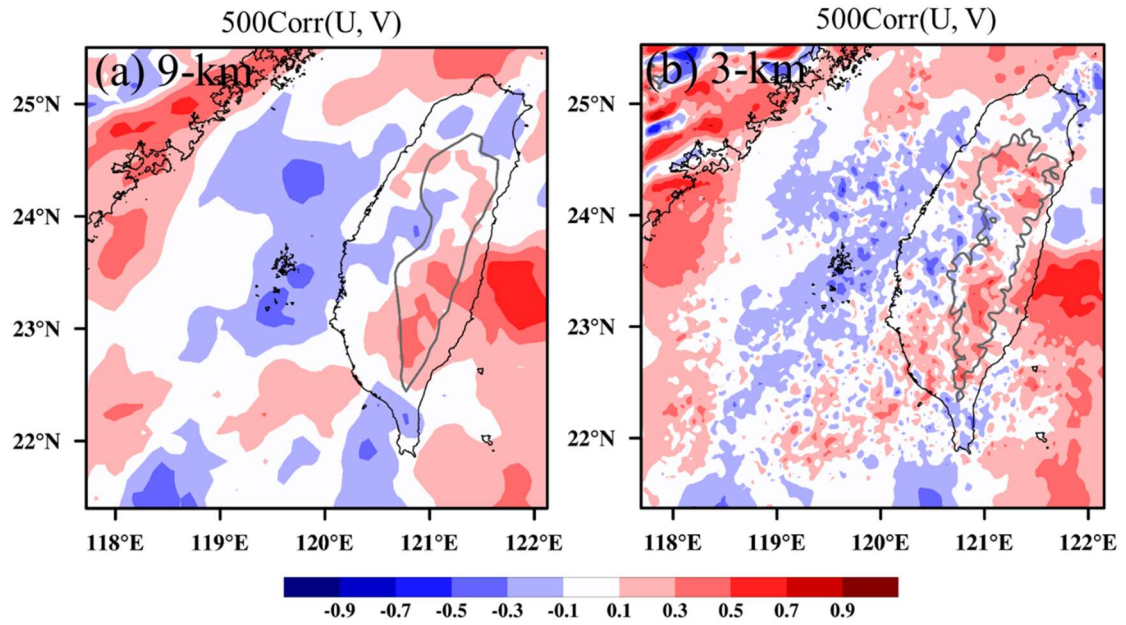 500Corr(U, V)
500Corr(U, V)
(a) 9-km
(b) 3-km
25°N
24°N
23°N
22°N
25°N
24°N
23°N
22°N
118°E 119°E 120°E 121°E 122°E
118°E 119°E 120°E 121°E 122°E
-0.9 -0.7 -0.5 -0.3 -0.1 0.1 0.3 0.5 0.7 0.9